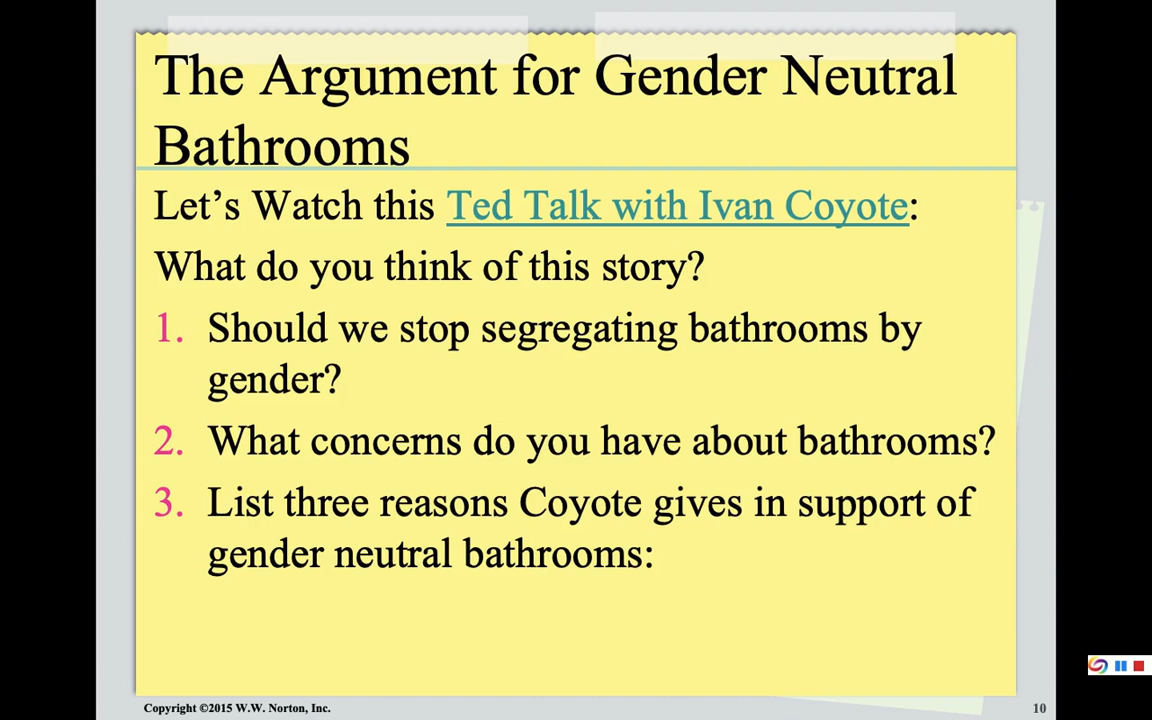 The Argument for Gender Neutral
Bathrooms
Let’s Watch this Ted Talk with Ivan Coyote:
What do you think of this story?
1. Should we stop segregating bathrooms by
gender?
2. What concerns do you have about bathrooms?
3. List three reasons Coyote gives in support of
gender neutral bathrooms:
Copyright ©2015 W.W. Norton, Inc.
10